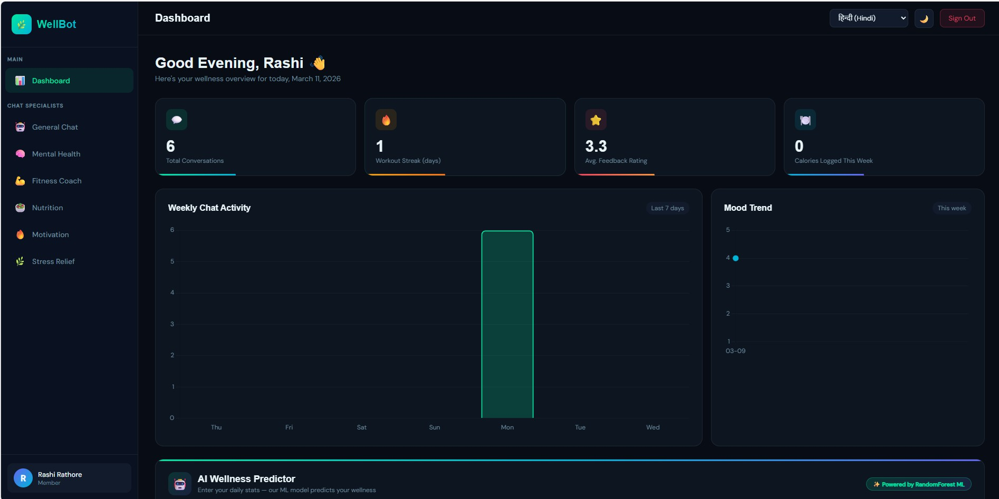 WellBot
MAIN
Dashboard
CHAT SPECIALISTS
General Chat
Mental Health
Fitness Coach
Nutrition
Motivation
Stress Relief
R
Rashi Rathore
Member
Dashboard
हिन्दी (Hindi)
Sign Out
Good Evening, Rashi 👋
Here's your wellness overview for today, March 11, 2026
6
Total Conversations
1
Workout Streak (days)
3.3
Avg. Feedback Rating
0
Calories Logged This Week
Weekly Chat Activity
Last 7 days
6
5
4
3
2
1
0
Thu Fri Sat Sun Mon Tue Wed
Mood Trend
This week
5
4
3
2
1
03-09
AI Wellness Predictor
Enter your daily stats — our ML model predicts your wellness
✨ Powered by RandomForest ML